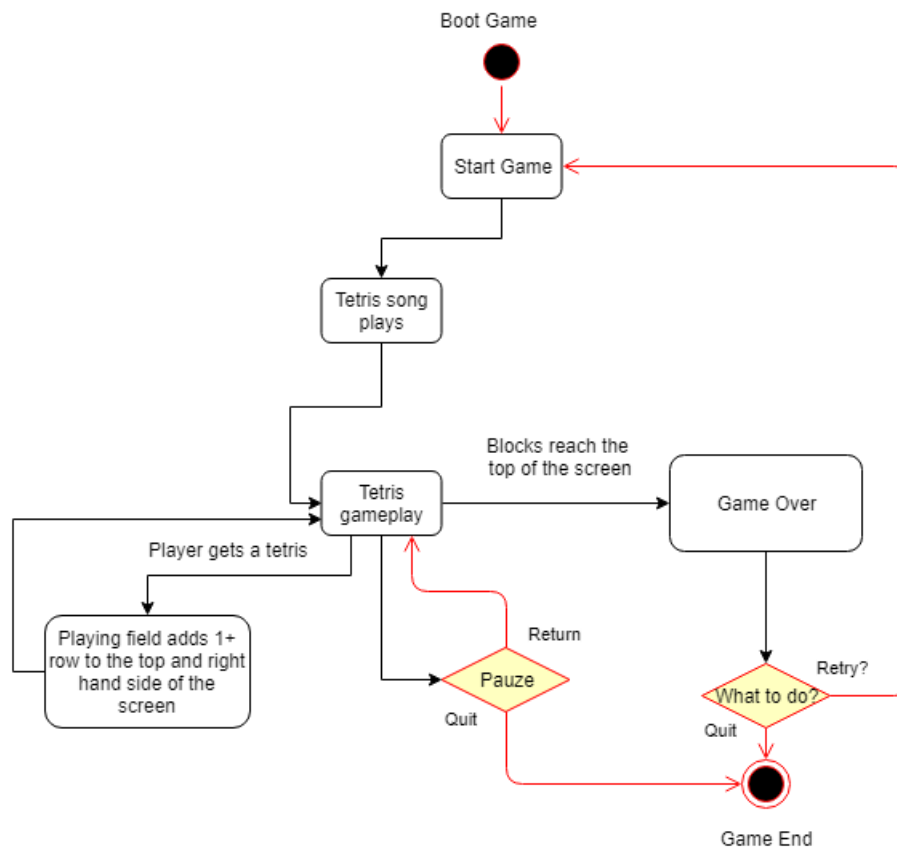 Boot Game
Start Game
Tetris song
plays
Blocks reach the
top of the screen
Tetris
gameplay
Game Over
Player gets a tetris
Playing field adds 1+
row to the top and right
hand side of the
screen
Return
Pauze
Quit
Retry?
What to do?
Quit
Game End